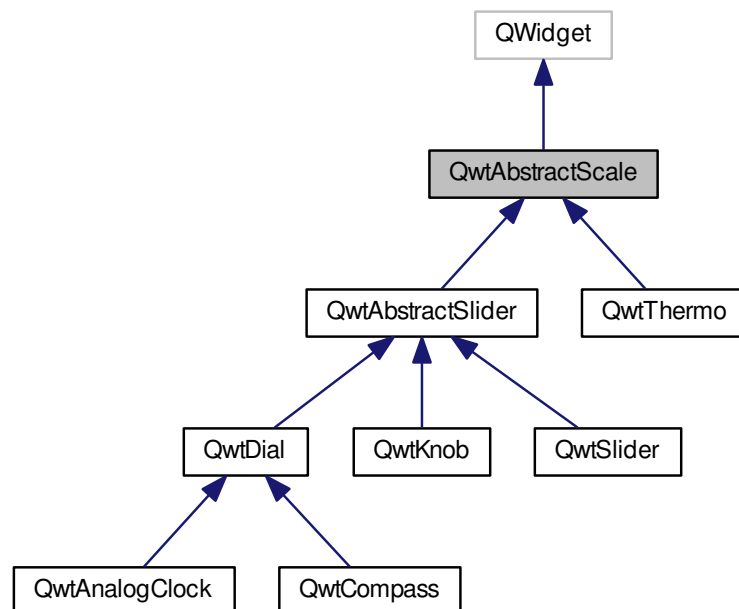 QWidget
QwtAbstractScale
QwtAbstractSlider
QwtThermo
QwtDial
QwtKnob
QwtSlider
QwtAnalogClock
QwtCompass